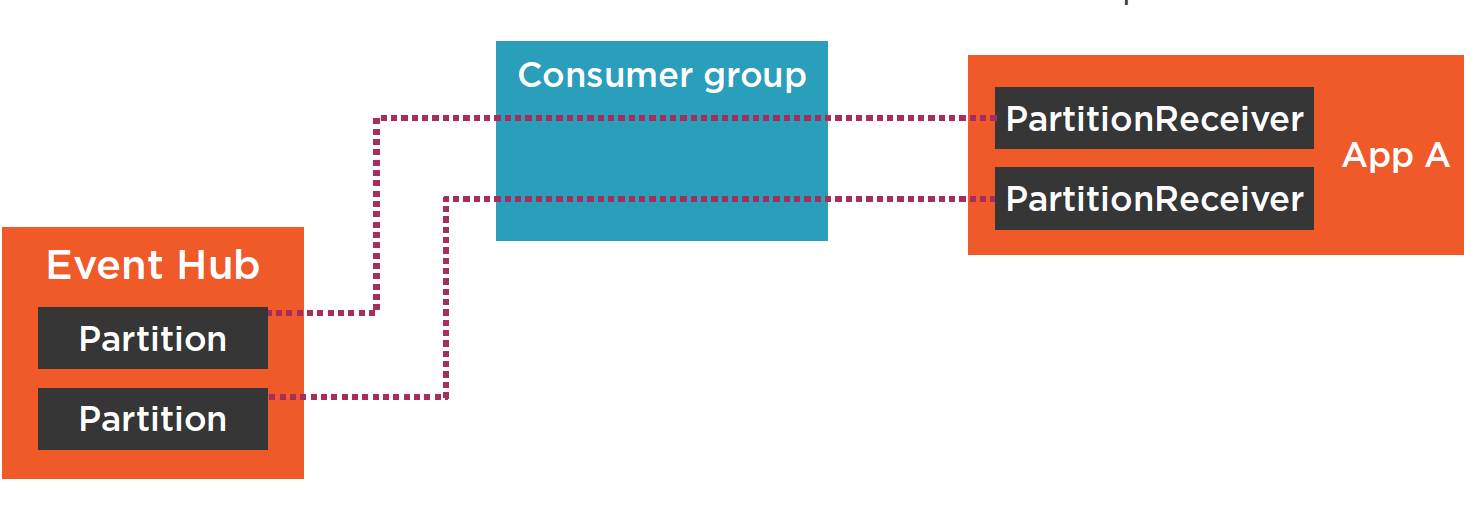 Consumer group
PartitionReceiver
PartitionReceiver
App A
Event Hub
Partition
Partition